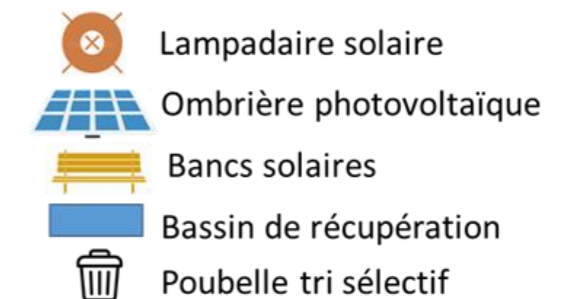 Lampadaire solaire
Ombrière photovoltaïque
Bancs solaires
Bassin de récupération
Poubelle tri sélectif